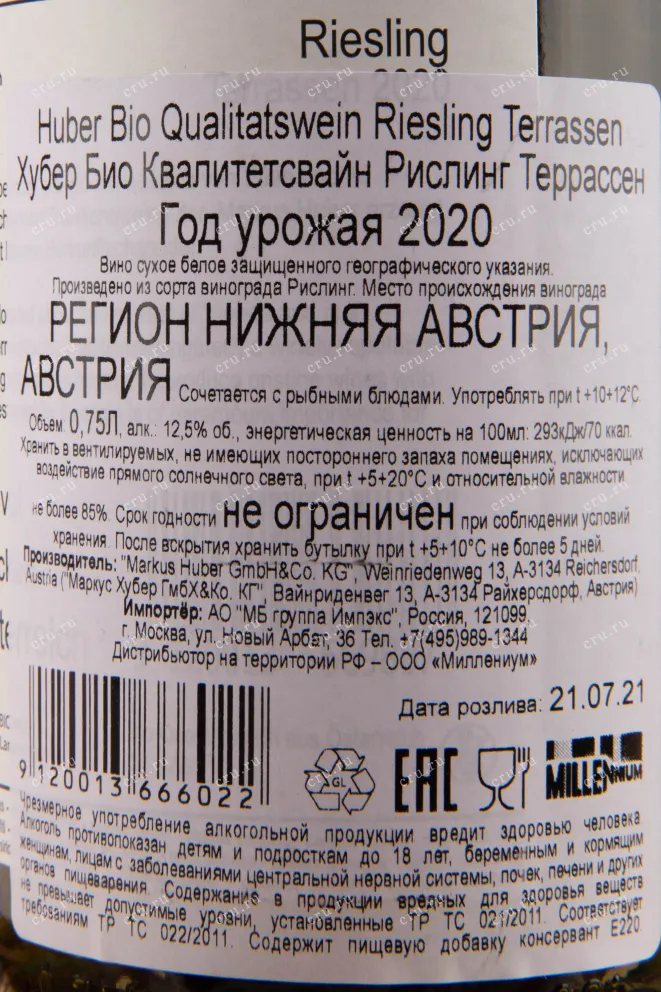 Riesling
Huber Bio Qualitatswein Riesling Terrassen
Хубер Био Квалитетсвайн Рислинг Террассен
Год урожая 2020
Вино сухое белое защищенного географического указания.
Произведено из сорта винограда Рислинг. Место происхождения винограда
РЕГИОН НИЖНЯЯ АВСТРИЯ,
АВСТРИЯ Сочетается с рыбными блюдами. Употреблять при t +10+12°С.
Объем: 0,75Л, алк.: 12,5% об., энергетическая ценность на 100мл: 293кДж/70 ккал.
Хранить в вентилируемых, не имеющих постороннего запаха помещениях, исключающих
воздействие прямого солнечного света, при t +5+20°С и относительной влажности
не более 85%. Срок годности не ограничен при соблюдении условий
хранения. После вскрытия хранить бутылку при t +5+10°С не более 5 дней.
Производитель: "Markus Huber GmbH&Co. KG", Weinriedenweg 13, A-3134 Reichersdorf,
Austria ("Маркус Хубер ГмбХ&Ко. КГ", Вайнриденвег 13, А-3134 Райхерсдорф, Австрия)
Импортёр: АО "МБ группа Импэкс", Россия, 121099,
г. Москва, ул. Новый Арбат, 36 Тел. +7(495)989-1344
Дистрибьютор на территории РФ – ООО «Миллениум»
Дата розлива: 21.07.21
9 120013 666022
GL
EAC
MILLENNIUM
Чрезмерное употребление алкогольной продукции вредит здоровью человека
Алкоголь противопоказан детям и подросткам до 18 лет, беременным и кормящим
женщинам, лицам с заболеваниями центральной нервной системы, почек, печени и других
органов пищеварения. Содержание в продукции вредных для здоровья веществ
не превышает допустимые уровни, установленные ТР ТС 021/2011. Соответствует
требованиям ТР ТС 022/2011. Содержит пищевую добавку консервант Е220.